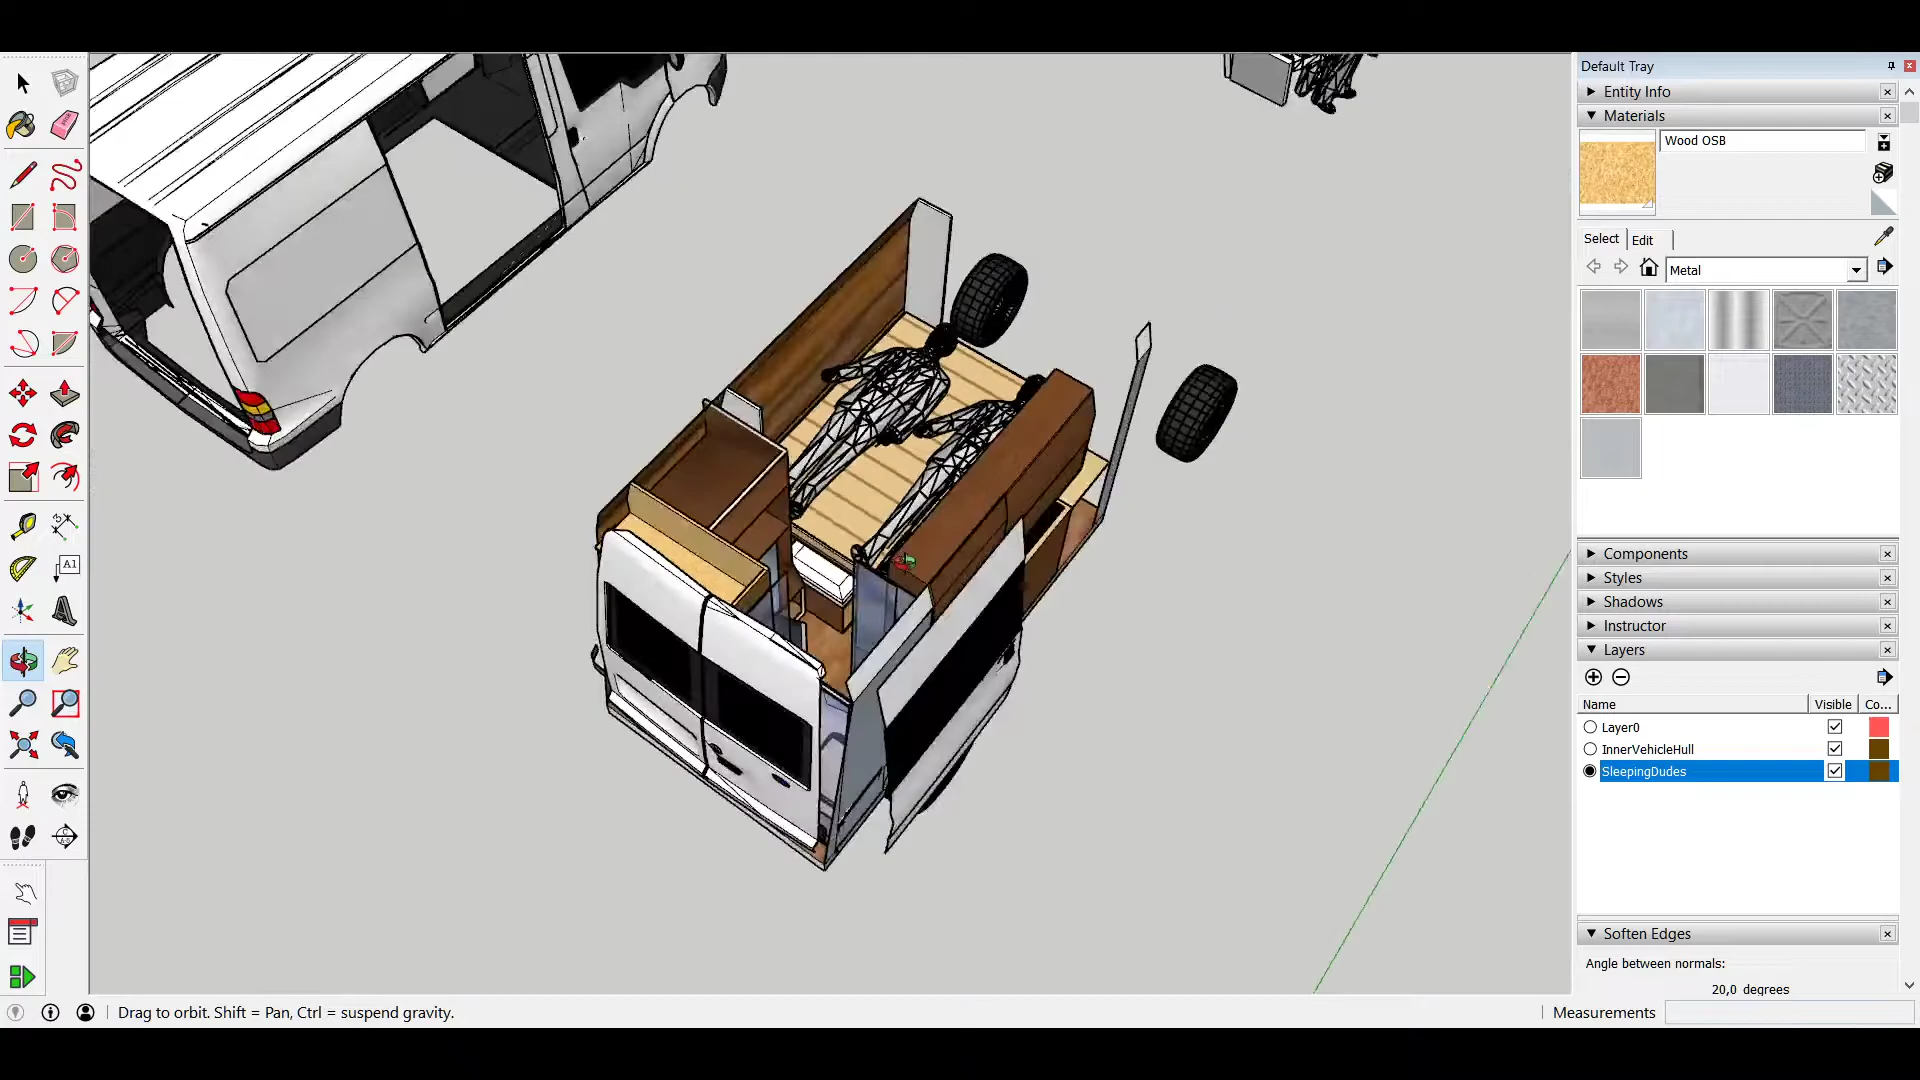 Default Tray
Entity Info
Materials
Wood OSB
Select
Edit
Metal
A1
Components
Styles
Shadows
Instructor
Layers
Name
Visible
Co...
Layer0
InnerVehicleHull
SleepingDudes
Soften Edges
Angle between normals:
20,0 degrees
Drag to orbit. Shift = Pan, Ctrl = suspend gravity.
Measurements